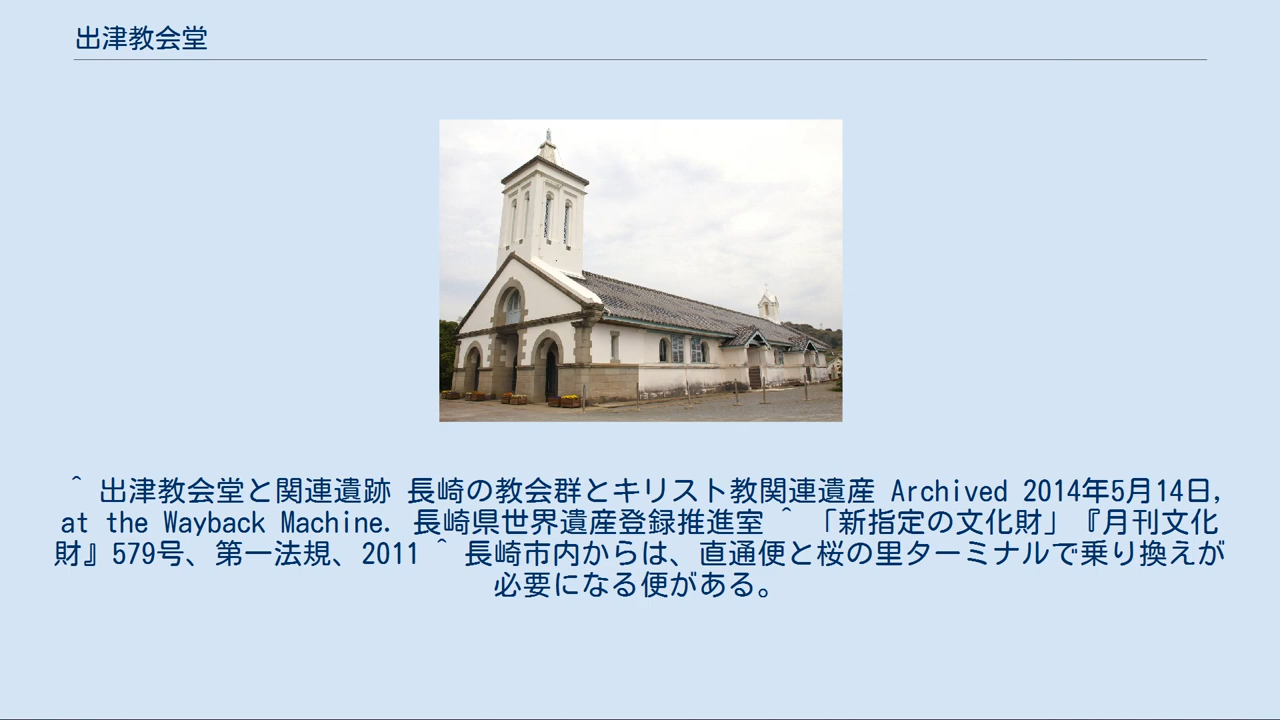 出津教会堂
^ 出津教会堂と関連遺跡 長崎の教会群とキリスト教関連遺産 Archived 2014年5月14日,
at the Wayback Machine. 長崎県世界遺産登録推進室 ^ 「新指定の文化財」『月刊文化
財』579号、第一法規、2011 ^ 長崎市内からは、直通便と桜の里ターミナルで乗り換えが
必要になる便がある。